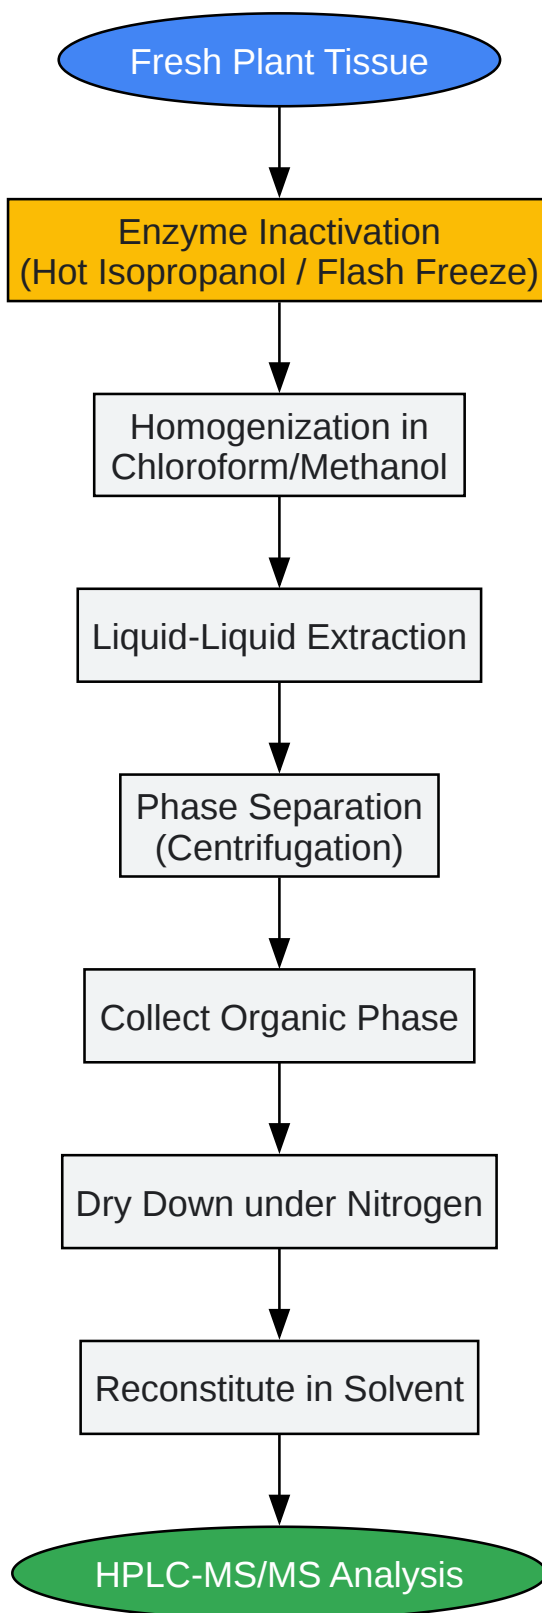 Fresh Plant Tissue
Enzyme Inactivation
(Hot Isopropanol / Flash Freeze)
Homogenization in
Chloroform/Methanol
Liquid-Liquid Extraction
Phase Separation
(Centrifugation)
Collect Organic Phase
Dry Down under Nitrogen
Reconstitute in Solvent
HPLC-MS/MS Analysis